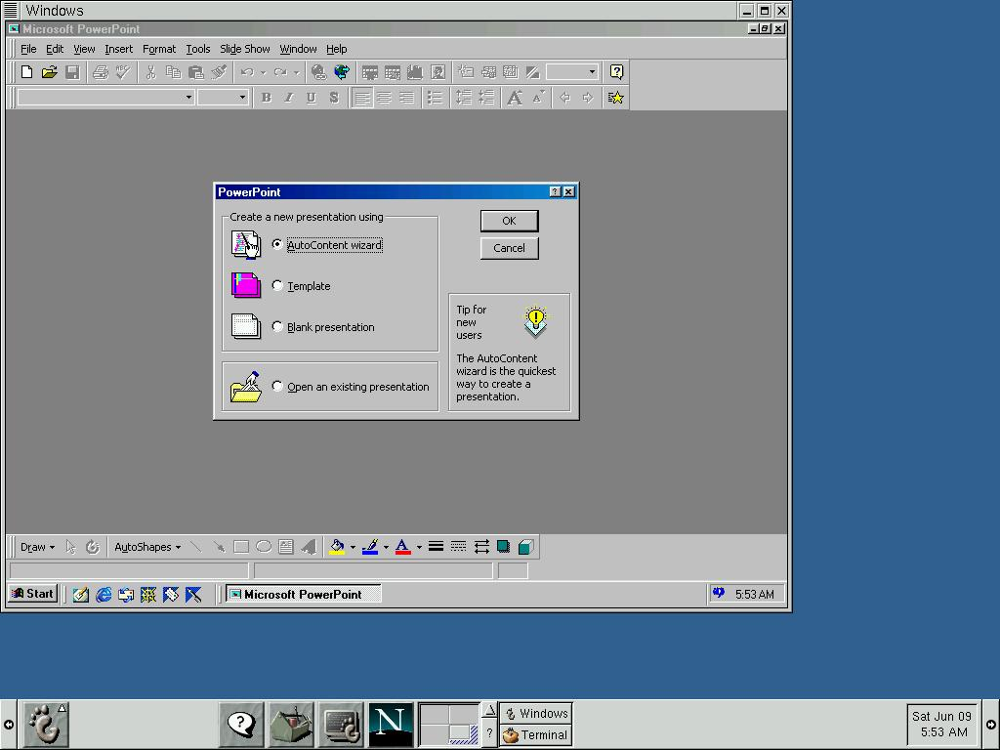 Windows
Microsoft PowerPoint
File Edit View Insert Format Tools Slide Show Window Help
B I U S A A
PowerPoint
Create a new presentation using
AutoContent wizard
Template
Blank presentation
Open an existing presentation
OK
Cancel
Tip for
new
users
The AutoContent
wizard is the quickest
way to create a
presentation.
Draw AutoShapes A
Start Microsoft PowerPoint 5:53 AM
N
?
Windows
Terminal
Sat Jun 09
5:53 AM